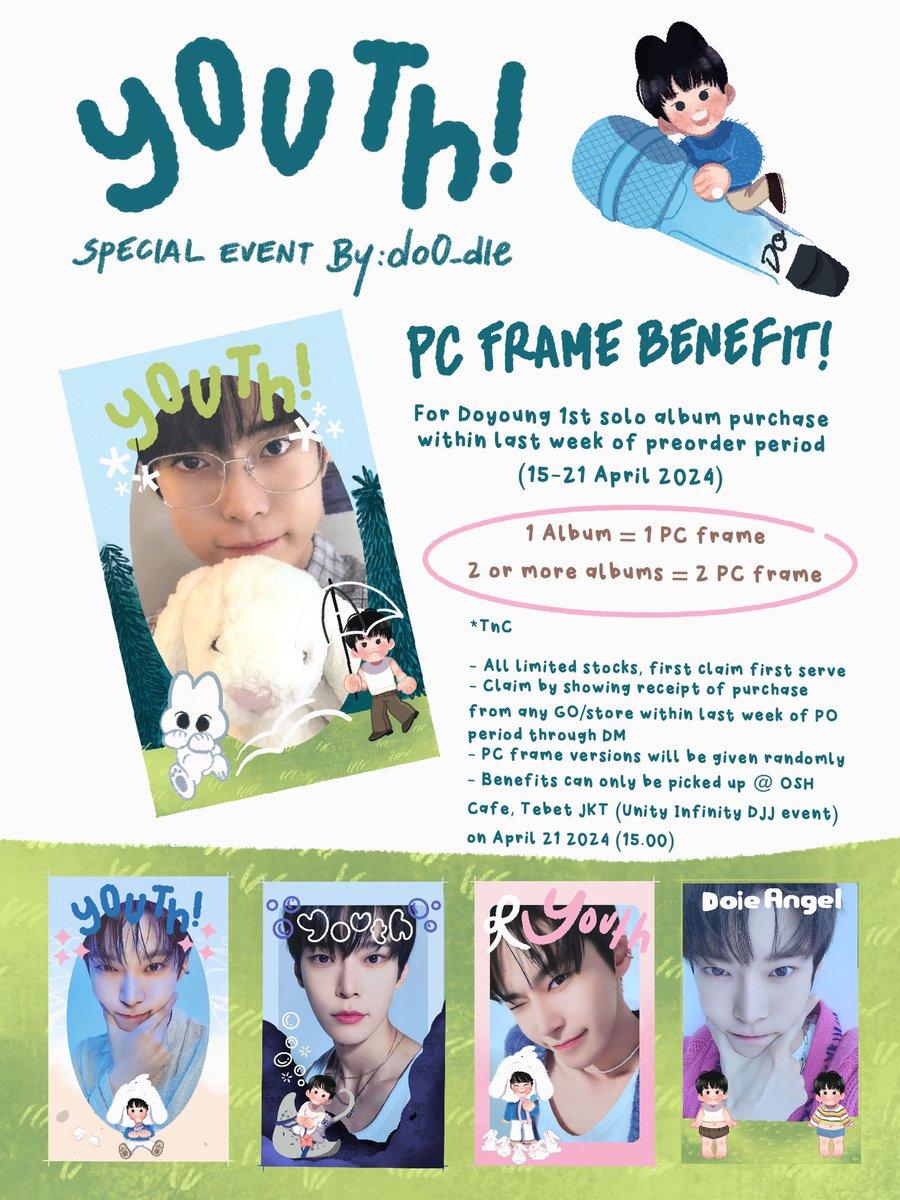 youTh!
SPECIAL EVENT By:doO_dle
DO
youTh!
PC FRAME BENEFIT!
For Doyoung 1st solo album purchase
within last week of preorder period
(15-21 April 2024)
1 Album = 1 PC frame
2 or more albums = 2 PC frame
*TnC
- All limited stocks, first claim first serve
- Claim by showing receipt of purchase
from any GO/store within last week of PO
period through DM
- PC frame versions will be given randomly
- Benefits can only be picked up @ OSH
Cafe, Tebet JKT (Unity Infinity DJJ event)
on April 21 2024 (15.00)
youTh!
youth
Youth
Doie Angel